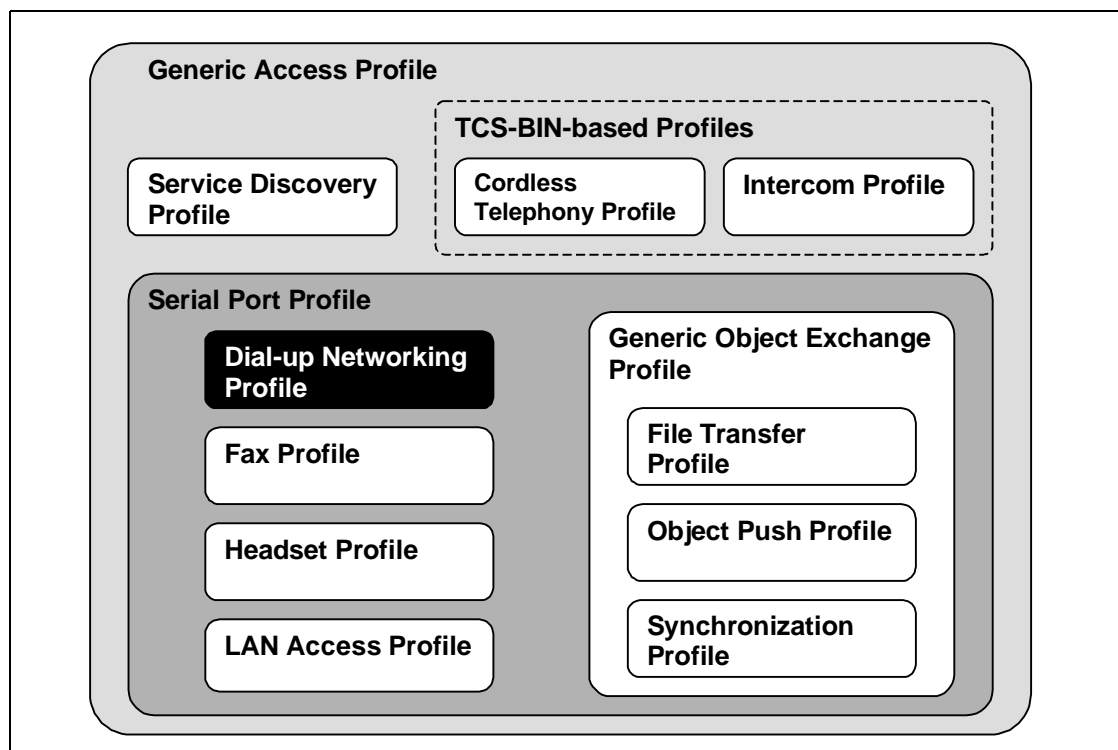 Generic Access Profile
TCS-BIN-based Profiles
Service Discovery
Profile
Cordless
Telephony Profile
Intercom Profile
Serial Port Profile
Dial-up Networking
Profile
Fax Profile
Headset Profile
LAN Access Profile
Generic Object Exchange
Profile
File Transfer
Profile
Object Push Profile
Synchronization
Profile